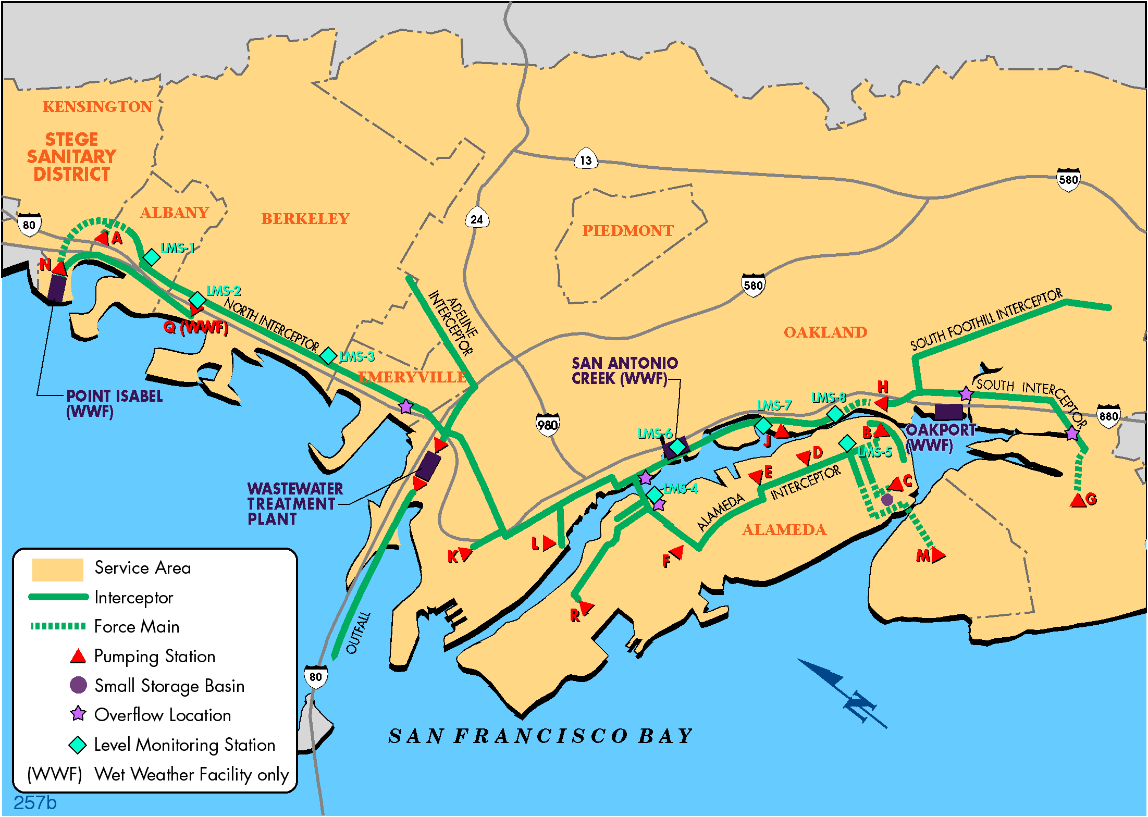 KENSINGTON
STEGE
SANITARY
DISTRICT
ALBANY
BERKELEY
13
580
24
PIEDMONT
80
A
LMS-1
N
LMS-2
Q (WWF)
NORTH INTERCEPTOR
ADELINE
INTERCEPTOR
LMS-3
EMERYVILLE
580
OAKLAND
SOUTH FOOTHILL INTERCEPTOR
POINT ISABEL
(WWF)
SAN ANTONIO
CREEK (WWF)
H
SOUTH INTERCEPTOR
LMS-8
LMS-7
J
980
LMS-6
B
OAKPORT
(WWF)
880
LMS-5
D
E
C
G
WASTEWATER
TREATMENT
PLANT
LMS-4
ALAMEDA INTERCEPTOR
ALAMEDA
K
L
F
M
R
OUTFALL
80
Service Area
Interceptor
Force Main
Pumping Station
Small Storage Basin
Overflow Location
Level Monitoring Station
(WWF) Wet Weather Facility only
N
SAN FRANCISCO BAY
257b